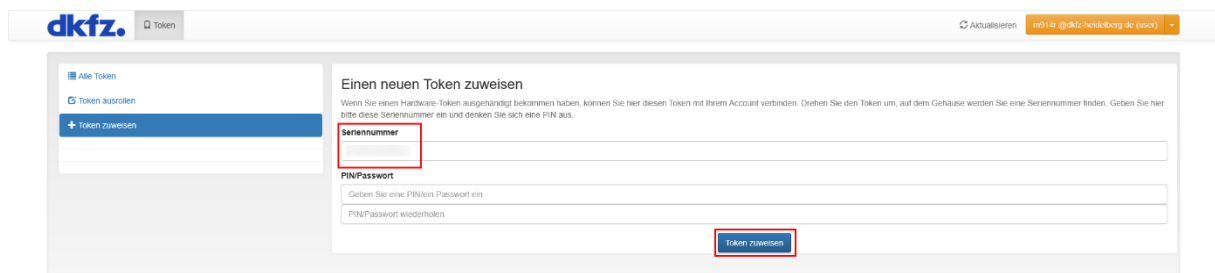 dkfz.
Token
Aktualisieren
m914r @dkfz-heidelberg.de (user)
Alle Token
Token ausrollen
Token zuweisen
Einen neuen Token zuweisen
Wenn Sie einen Hardware-Token ausgehändigt bekommen haben, können Sie hier diesen Token mit Ihrem Account verbinden. Drehen Sie den Token um, auf dem Gehäuse werden Sie eine Seriennummer finden. Geben Sie hier
bitte diese Seriennummer ein und denken Sie sich eine PIN aus.
Seriennummer
PIN/Passwort
Geben Sie eine PIN/ein Passwort ein
PIN/Passwort wiederholen
Token zuweisen